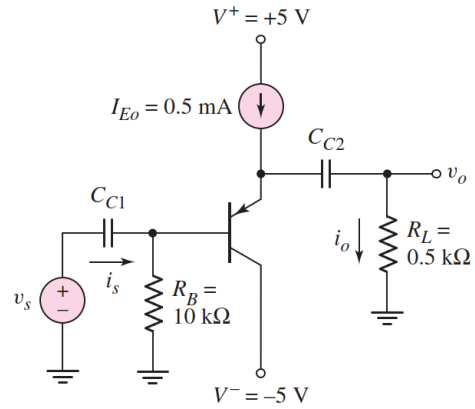 V⁺ = +5 V
I_Eo = 0.5 mA
C_C2
v_o
C_C1
i_o
R_L =
0.5 kΩ
i_s
v_s
+
−
R_B =
10 kΩ
V⁻ = −5 V